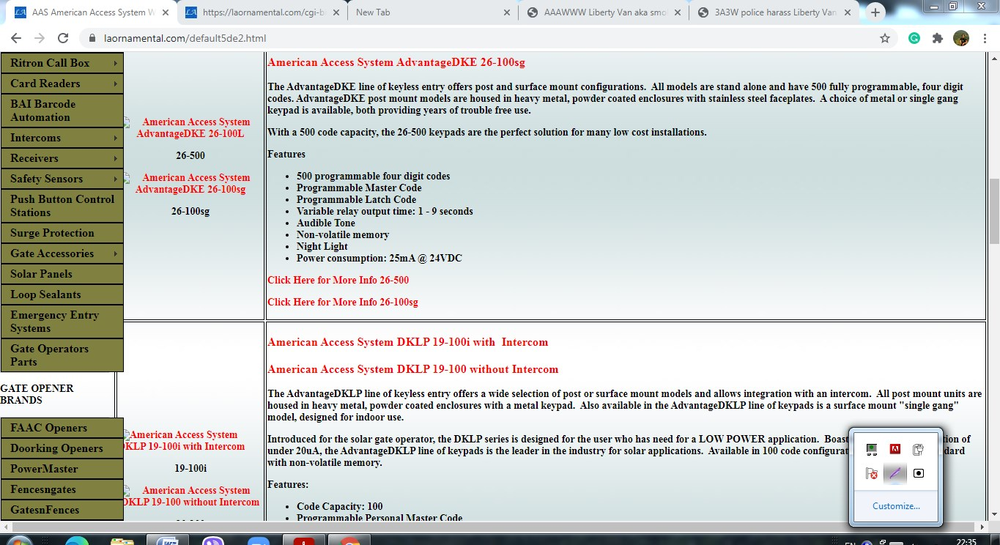 AAS American Access System W
https://laornamental.com/cgi-b
New Tab
AAAWWW Liberty Van aka smo
3A3W police harass Liberty Van
laornamental.com/default5de2.html
Ritron Call Box
Card Readers
BAI Barcode
Automation
Intercoms
Receivers
Safety Sensors
Push Button Control
Stations
Surge Protection
Gate Accessories
Solar Panels
Loop Sealants
Emergency Entry
Systems
Gate Operators
Parts
GATE OPENER
BRANDS
FAAC Openers
Doorking Openers
PowerMaster
Fencesngates
GatesnFences
American Access System
AdvantageDKE 26-100L
26-500
American Access System
AdvantageDKE 26-100sg
26-100sg
American Access System AdvantageDKE 26-100sg
The AdvantageDKE line of keyless entry offers post and surface mount configurations. All models are stand alone and have 500 fully programmable, four digit
codes. AdvantageDKE post mount models are housed in heavy metal, powder coated enclosures with stainless steel faceplates. A choice of metal or single gang
keypad is available, both providing years of trouble free use.
With a 500 code capacity, the 26-500 keypads are the perfect solution for many low cost installations.
Features
• 500 programmable four digit codes
• Programmable Master Code
• Programmable Latch Code
• Variable relay output time: 1 - 9 seconds
• Audible Tone
• Non-volatile memory
• Night Light
• Power consumption: 25mA @ 24VDC
Click Here for More Info 26-500
Click Here for More Info 26-100sg
American Access System
DKLP 19-100i with Intercom
19-100i
American Access System
DKLP 19-100 without Intercom
American Access System DKLP 19-100i with Intercom
American Access System DKLP 19-100 without Intercom
The AdvantageDKLP line of keyless entry offers a wide selection of post or surface mount models and allows integration with an intercom. All post mount units are
housed in heavy metal, powder coated enclosures with a metal keypad. Also available in the AdvantageDKLP line of keypads is a surface mount "single gang"
model, designed for indoor use.
Introduced for the solar gate operator, the DKLP series is designed for the user who has need for a LOW POWER application. Boast tion of
under 20uA, the AdvantageDKLP line of keypads is the leader in the industry for solar applications. Available in 100 code configurat dard
with non-volatile memory.
Features:
• Code Capacity: 100
• Programmable Personal Master Code
Customize...
EN
22:35